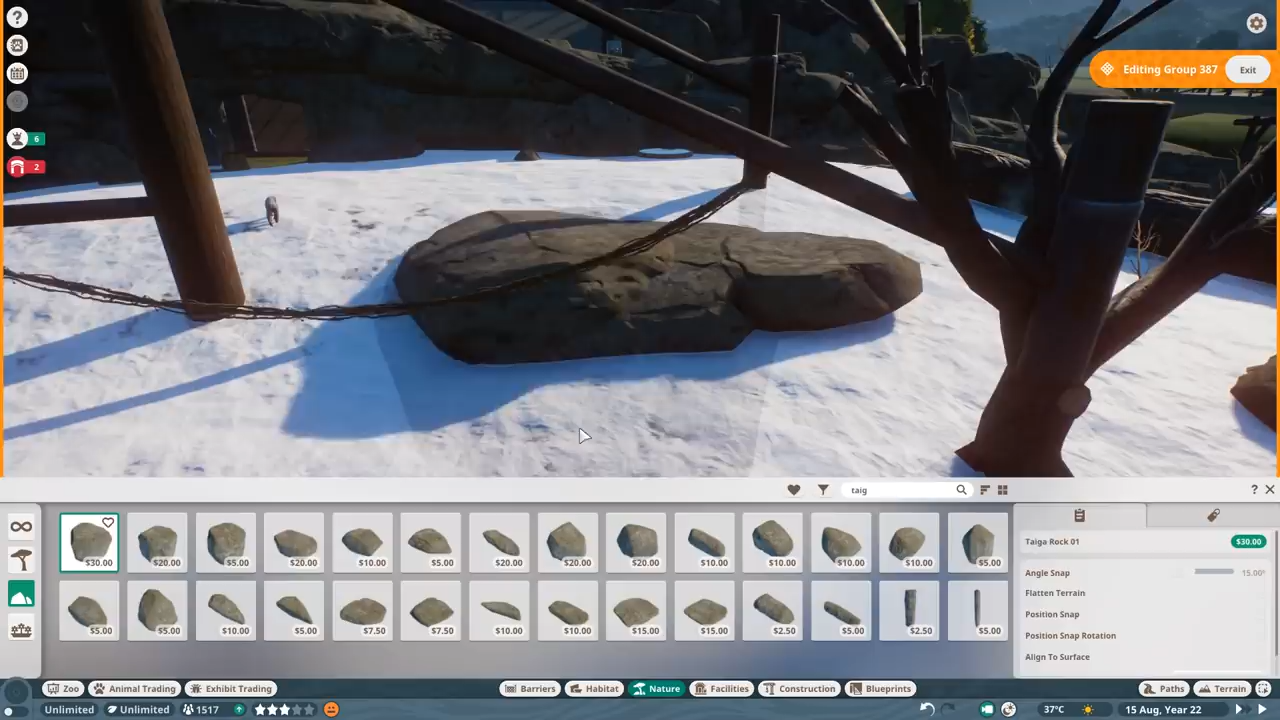 ?
Editing Group 387
Exit
6
2
taig
?
$30.00
$20.00
$5.00
$20.00
$10.00
$5.00
$20.00
$20.00
$20.00
$10.00
$10.00
$10.00
$10.00
$5.00
$5.00
$5.00
$10.00
$5.00
$7.50
$7.50
$10.00
$10.00
$15.00
$15.00
$2.50
$5.00
$2.50
$5.00
Taiga Rock 01
$30.00
Angle Snap
15.00°
Flatten Terrain
Position Snap
Position Snap Rotation
Align To Surface
Zoo
Animal Trading
Exhibit Trading
Barriers
Habitat
Nature
Facilities
Construction
Blueprints
Paths
Terrain
Unlimited
Unlimited
1517
37°C
15 Aug, Year 22